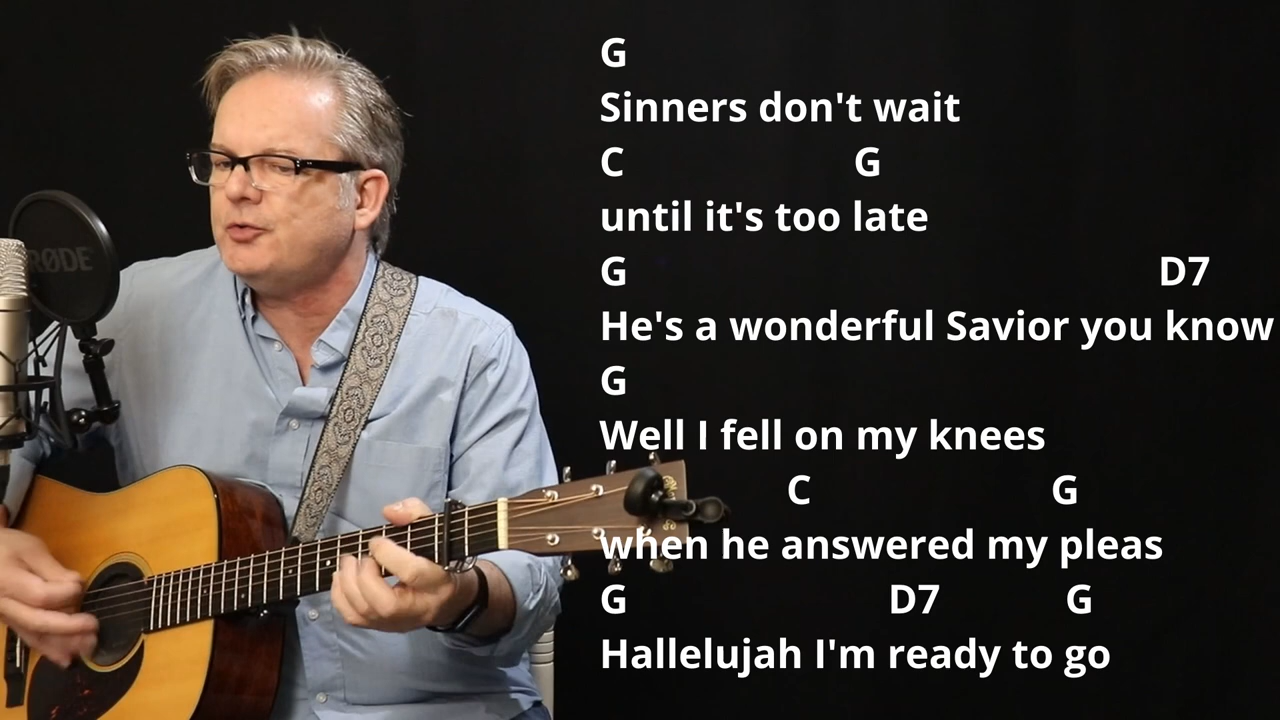 G
Sinners don't wait
C G
until it's too late
G D7
He's a wonderful Savior you know
G
Well I fell on my knees
C G
when he answered my pleas
G D7 G
Hallelujah I'm ready to go
RØDE